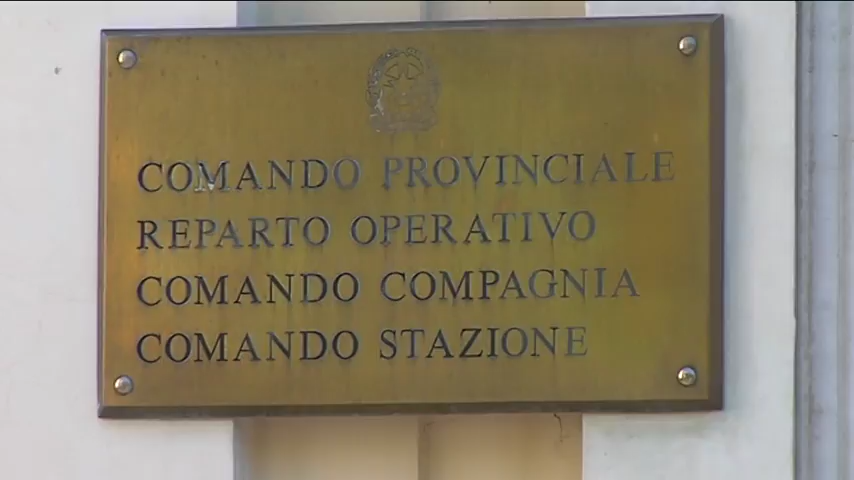 COMANDO PROVINCIALE
REPARTO OPERATIVO
COMANDO COMPAGNIA
COMANDO STAZIONE